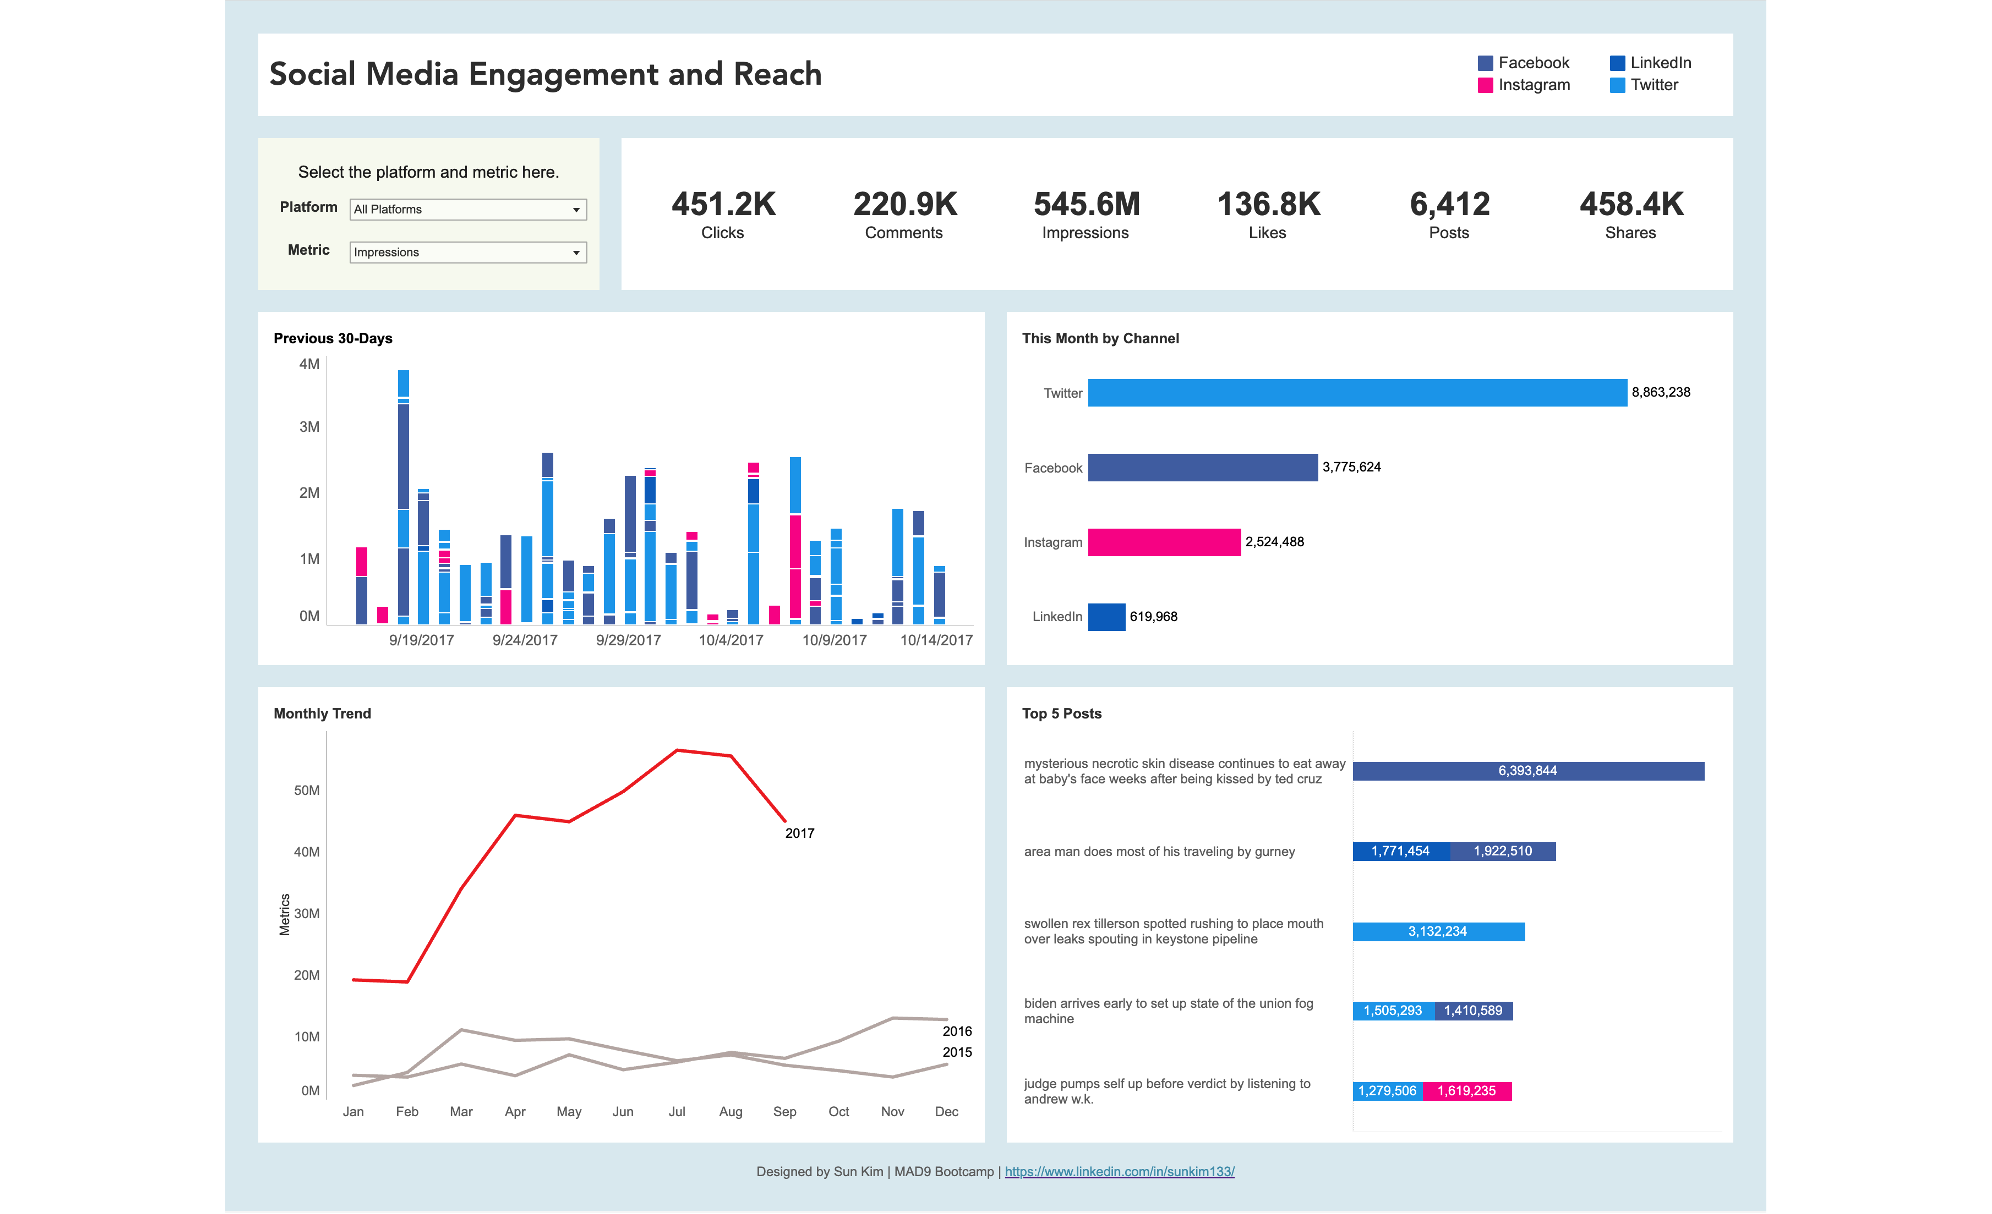 Social Media Engagement and Reach
Facebook
LinkedIn
Instagram
Twitter
Select the platform and metric here.
Platform
All Platforms
Metric
Impressions
451.2K
220.9K
545.6M
136.8K
6,412
458.4K
Clicks
Comments
Impressions
Likes
Posts
Shares
Previous 30-Days
4M
3M
2M
1M
0M
9/19/2017
9/24/2017
9/29/2017
10/4/2017
10/9/2017
10/14/2017
This Month by Channel
Twitter
8,863,238
Facebook
3,775,624
Instagram
2,524,488
LinkedIn
619,968
Monthly Trend
Metrics
50M
40M
30M
20M
10M
0M
2017
2016
2015
Jan
Feb
Mar
Apr
May
Jun
Jul
Aug
Sep
Oct
Nov
Dec
Top 5 Posts
mysterious necrotic skin disease continues to eat away
at baby's face weeks after being kissed by ted cruz
6,393,844
area man does most of his traveling by gurney
1,771,454
1,922,510
swollen rex tillerson spotted rushing to place mouth
over leaks spouting in keystone pipeline
3,132,234
biden arrives early to set up state of the union fog
machine
1,505,293
1,410,589
judge pumps self up before verdict by listening to
andrew w.k.
1,279,506
1,619,235
Designed by Sun Kim | MAD9 Bootcamp | https://www.linkedin.com/in/sunkim133/